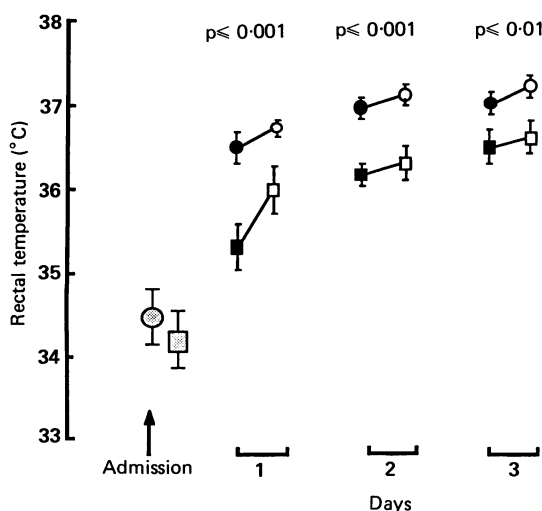 38
p⩽ 0·001 p⩽ 0·001 p⩽ 0·01
37
36
35
34
33
Rectal temperature (°C)
Admission 1 2 3
Days